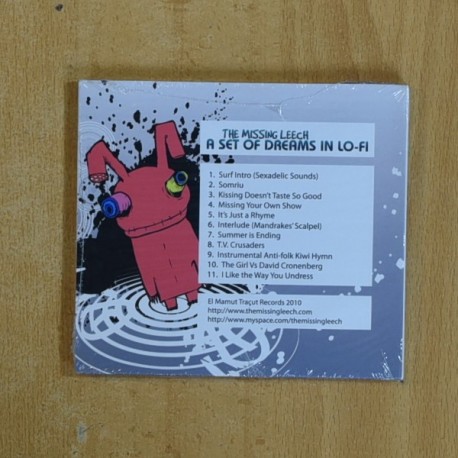 THE MISSING LEECH
A SET OF DREAMS IN LO-FI
1. Surf Intro (Sexadelic Sounds)
2. Somriu
3. Kissing Doesn't Taste So Good
4. Missing Your Own Show
5. It's Just a Rhyme
6. Interlude (Mandrakes' Scalpel)
7. Summer is Ending
8. T.V. Crusaders
9. Instrumental Anti-folk Kiwi Hymn
10. The Girl Vs David Cronenberg
11. I Like the Way You Undress
El Mamut Traçut Records 2010
http://www.themissingleech.com
http://www.myspace.com/themissingleech